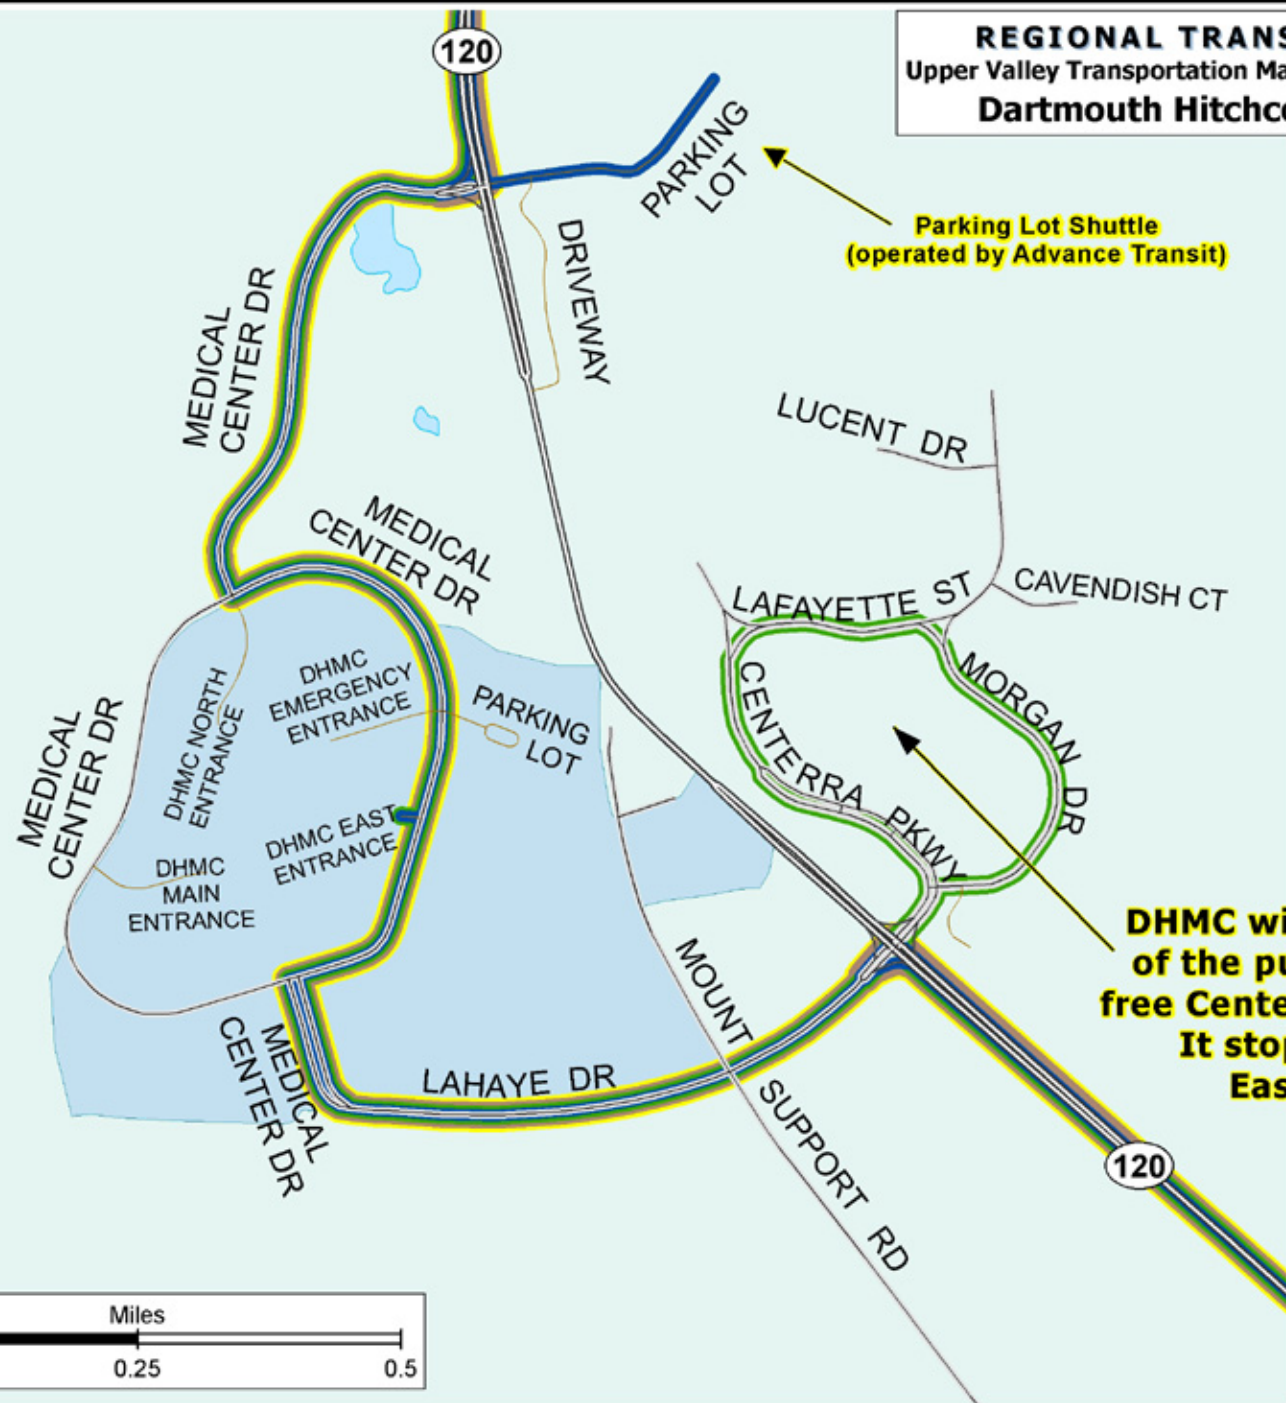 120
REGIONAL TRANS
Upper Valley Transportation Ma
Dartmouth Hitchco
PARKING
LOT
Parking Lot Shuttle
(operated by Advance Transit)
DRIVEWAY
MEDICAL
CENTER DR
LUCENT DR
MEDICAL
CENTER DR
LAFAYETTE ST
CAVENDISH CT
DHMC
EMERGENCY
ENTRANCE
PARKING
LOT
CENTERRA PKWY
MORGAN DR
DHMC NORTH
ENTRANCE
MEDICAL
CENTER DR
DHMC EAST
ENTRANCE
DHMC
MAIN
ENTRANCE
DHMC wi
of the pu
free Cente
It stop
Eas
MOUNT SUPPORT RD
MEDICAL
CENTER DR
LAHAYE DR
120
Miles
0.25
0.5